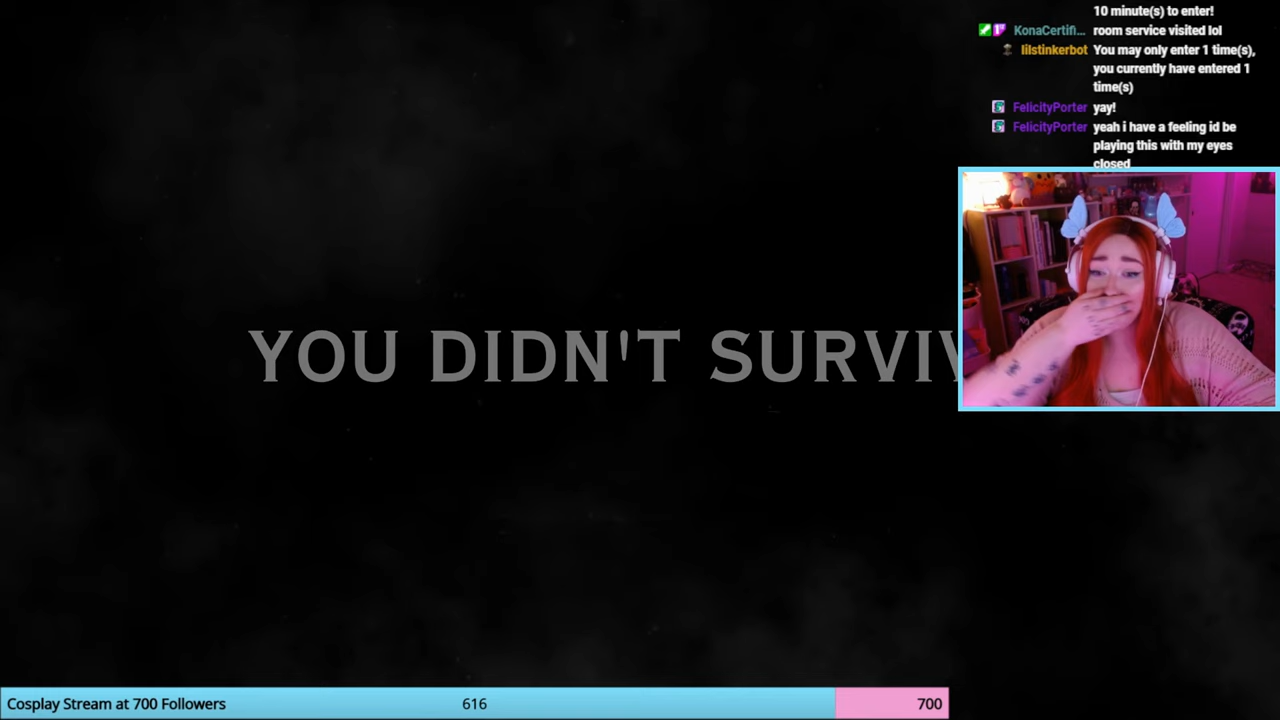 10 minute(s) to enter!
KonaCertifi... room service visited lol
lilstinkerbot You may only enter 1 time(s),
you currently have entered 1
time(s)
FelicityPorter yay!
FelicityPorter yeah i have a feeling id be
playing this with my eyes
closed
YOU DIDN'T SURVIV
Cosplay Stream at 700 Followers 616 700